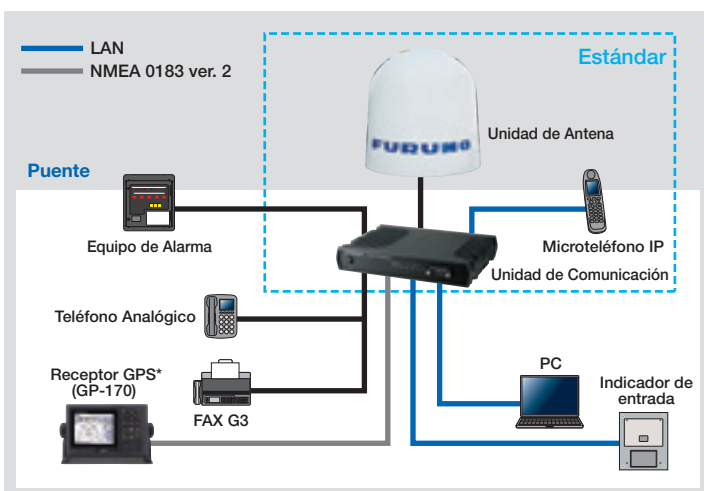 LAN
NMEA 0183 ver. 2
Estándar
FURUNO
Unidad de Antena
Puente
Equipo de Alarma
Microteléfono IP
Unidad de Comunicación
Teléfono Analógico
Receptor GPS*
(GP-170)
FAX G3
PC
Indicador de
entrada